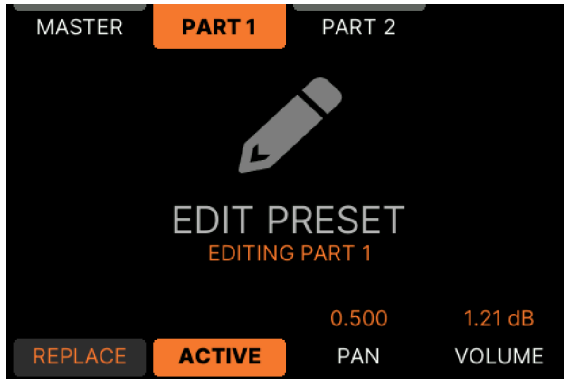 MASTER PART 1 PART 2
EDIT PRESET
EDITING PART 1
0.500 1.21 dB
REPLACE ACTIVE PAN VOLUME